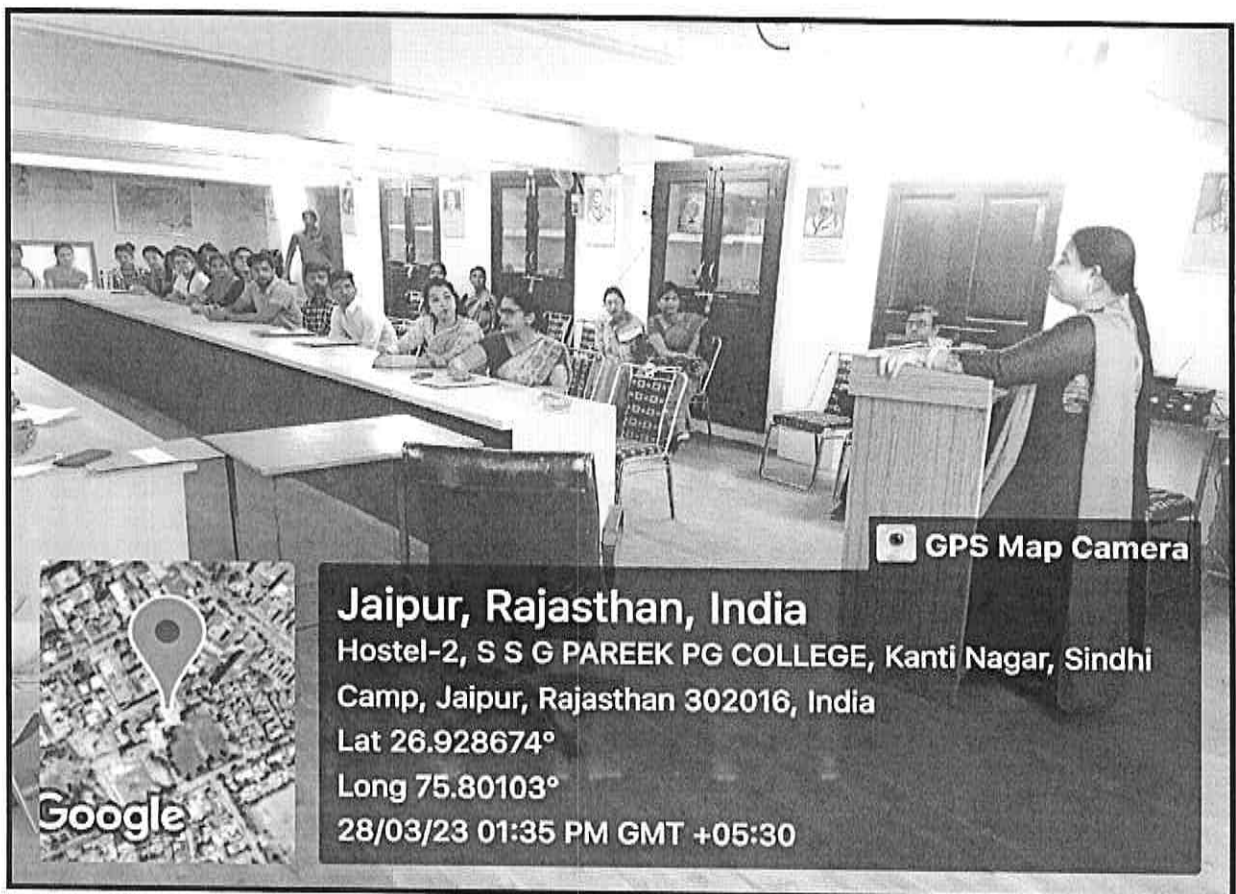 GPS Map Camera
Jaipur, Rajasthan, India
Hostel-2, S S G PAREEK PG COLLEGE, Kanti Nagar, Sindhi
Camp, Jaipur, Rajasthan 302016, India
Lat 26.928674°
Long 75.80103°
28/03/23 01:35 PM GMT +05:30
Google